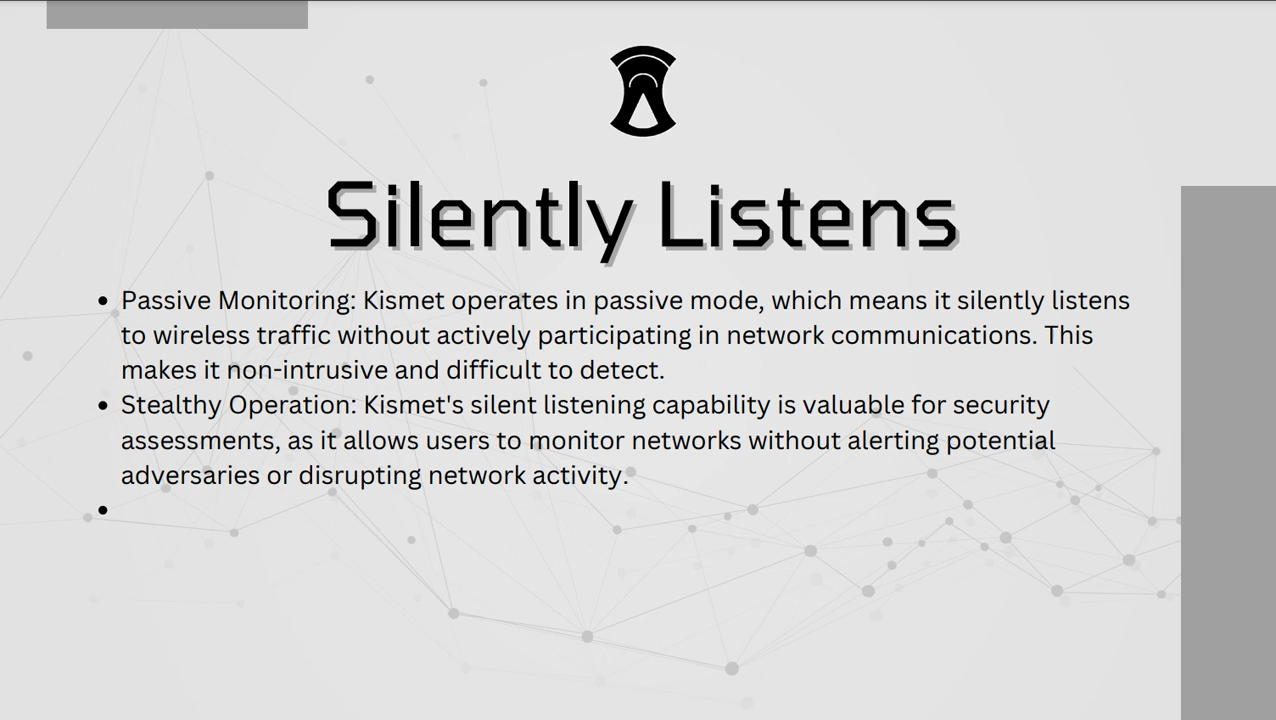 Silently Listens
• Passive Monitoring: Kismet operates in passive mode, which means it silently listens
to wireless traffic without actively participating in network communications. This
makes it non-intrusive and difficult to detect.
• Stealthy Operation: Kismet's silent listening capability is valuable for security
assessments, as it allows users to monitor networks without alerting potential
adversaries or disrupting network activity.
•